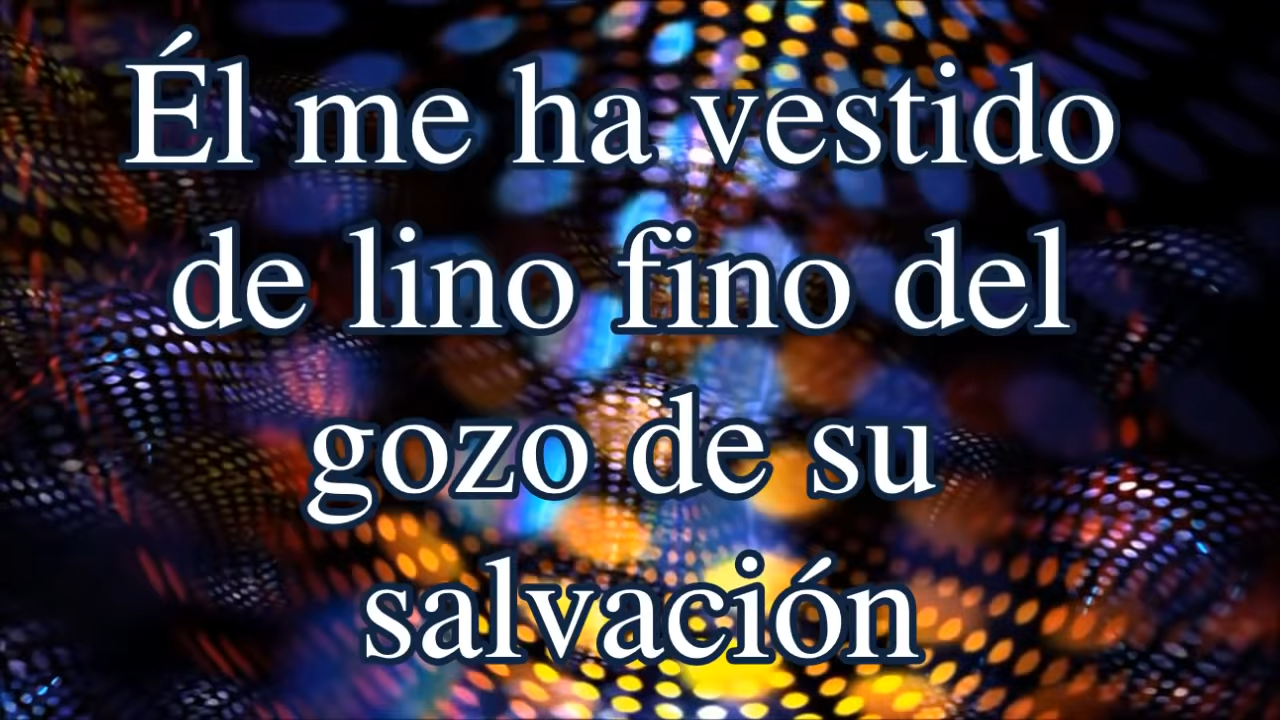 Él me ha vestido
de lino fino del
gozo de su
salvación